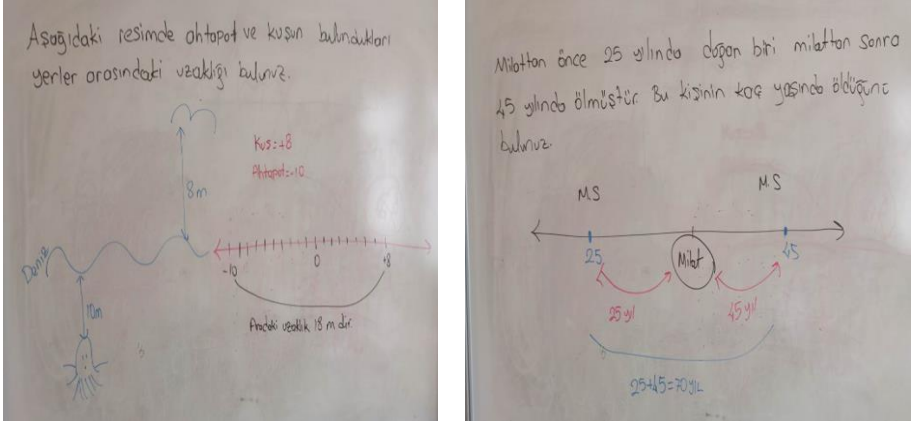 Aşağıdaki resimde ahtapot ve kuşun bulundukları
yerler arasındaki uzaklığı bulunuz.
Kuş:+8
Ahtapot:-10
8m
Deniz
-10
0
+8
10m
Aradaki uzaklık 18 m dir.
Milattan önce 25 yılında doğan biri milattan sonra
45 yılında ölmüştür. Bu kişinin kaç yaşında öldüğünü
bulunuz.
M.S
M.S
25
Milat
45
25 yıl
45 yıl
25+45=70 yıl